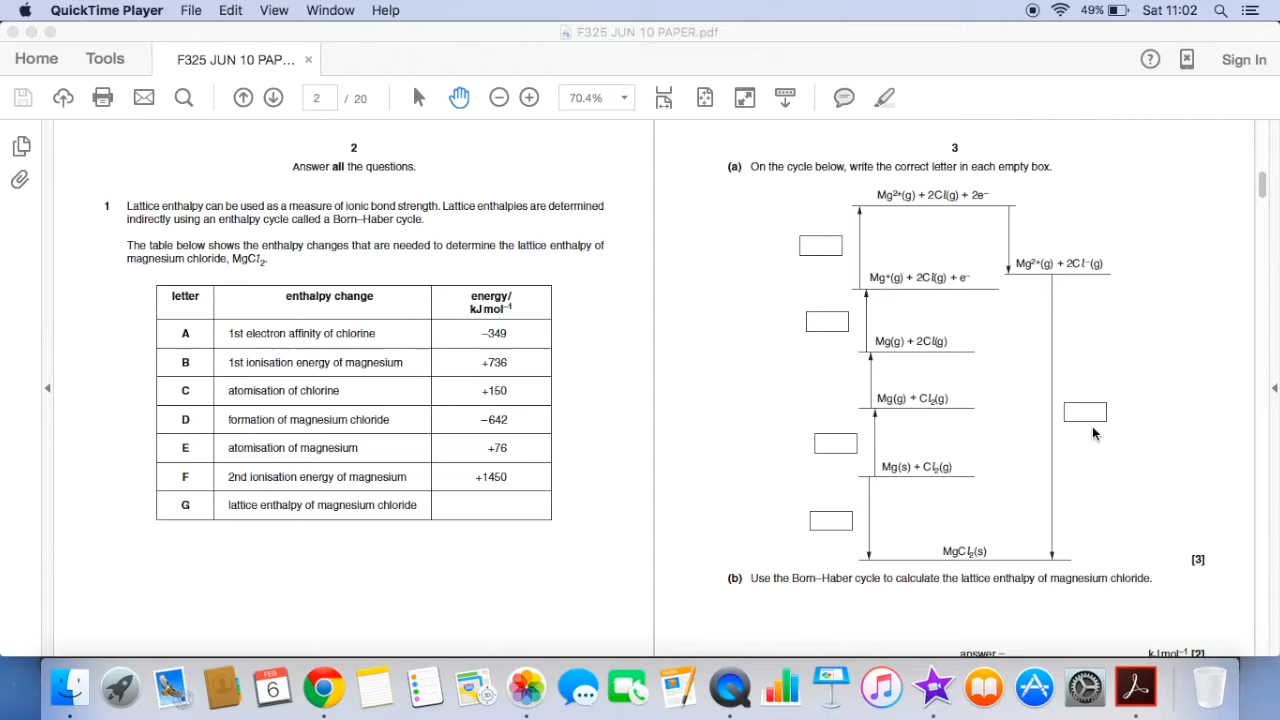 QuickTime Player File Edit View Window Help 49% Sat 11:02
F325 JUN 10 PAPER.pdf
Home Tools F325 JUN 10 PAP... × Sign In
2 / 20 70.4%
2
Answer all the questions.
1 Lattice enthalpy can be used as a measure of ionic bond strength. Lattice enthalpies are determined
indirectly using an enthalpy cycle called a Born–Haber cycle.
The table below shows the enthalpy changes that are needed to determine the lattice enthalpy of
magnesium chloride, MgCl₂.
letter enthalpy change energy/
kJ mol⁻¹
A 1st electron affinity of chlorine –349
B 1st ionisation energy of magnesium +736
C atomisation of chlorine +150
D formation of magnesium chloride –642
E atomisation of magnesium +76
F 2nd ionisation energy of magnesium +1450
G lattice enthalpy of magnesium chloride
3
(a) On the cycle below, write the correct letter in each empty box.
Mg²⁺(g) + 2Cl(g) + 2e⁻
Mg²⁺(g) + 2Cl⁻(g)
Mg⁺(g) + 2Cl(g) + e⁻
Mg(g) + 2Cl(g)
Mg(g) + Cl₂(g)
Mg(s) + Cl₂(g)
MgCl₂(s)
[3]
(b) Use the Born–Haber cycle to calculate the lattice enthalpy of magnesium chloride.
answer = kJ mol⁻¹ [2]
FEB
6